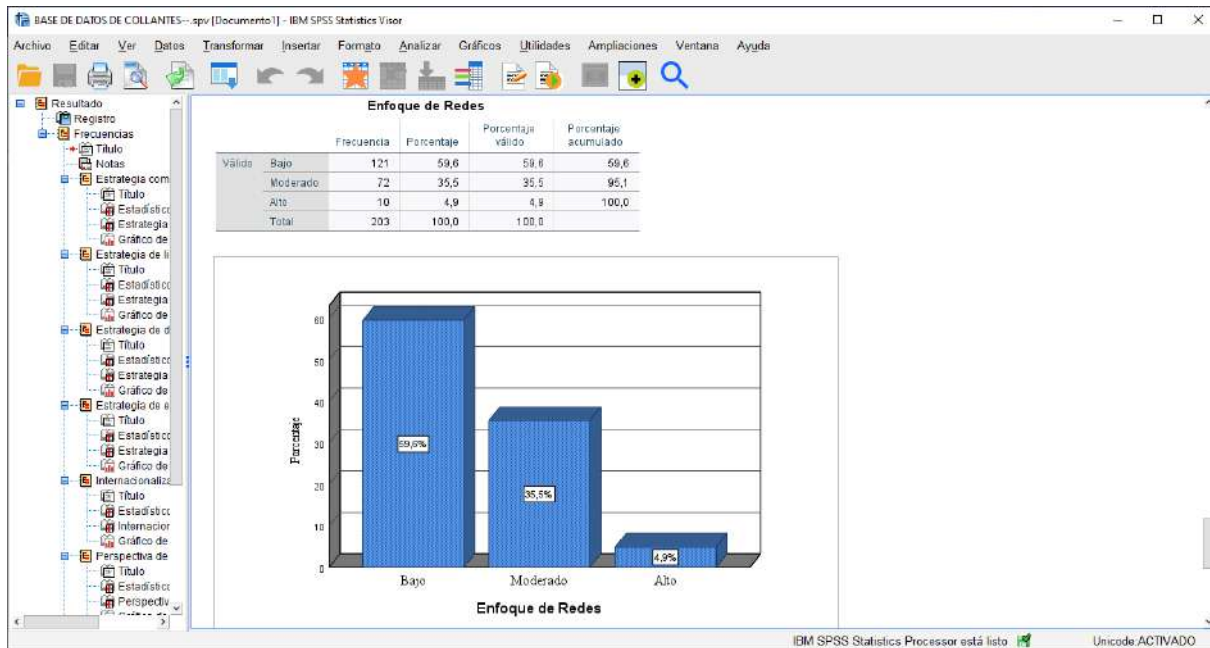 BASE DE DATOS DE COLLANTES--.spv [Documento1] - IBM SPSS Statistics Visor
Archivo Editar Ver Datos Transformar Insertar Formato Analizar Gráficos Utilidades Ampliaciones Ventana Ayuda
Resultado
Registro
Frecuencias
Título
Notas
Estrategia com
Título
Estadístico
Estrategia
Gráfico de
Estrategia de li
Título
Estadístico
Estrategia
Gráfico de
Estrategia de d
Título
Estadístico
Estrategia
Gráfico de
Estrategia de e
Título
Estadístico
Estrategia
Gráfico de
Internacionaliza
Título
Estadístico
Internacior
Gráfico de
Perspectiva de
Título
Estadístico
Perspectiv
Enfoque de Redes
Frecuencia Porcentaje Porcentaje válido Porcentaje acumulado
Válido Bajo 121 59,6 59,6 59,6
Moderado 72 35,5 35,5 95,1
Alto 10 4,9 4,9 100,0
Total 203 100,0 100,0
Porcentaje
60
50
40
30
20
10
0
59,6%
35,5%
4,9%
Bajo Moderado Alto
Enfoque de Redes
IBM SPSS Statistics Processor está listo Unicode:ACTIVADO